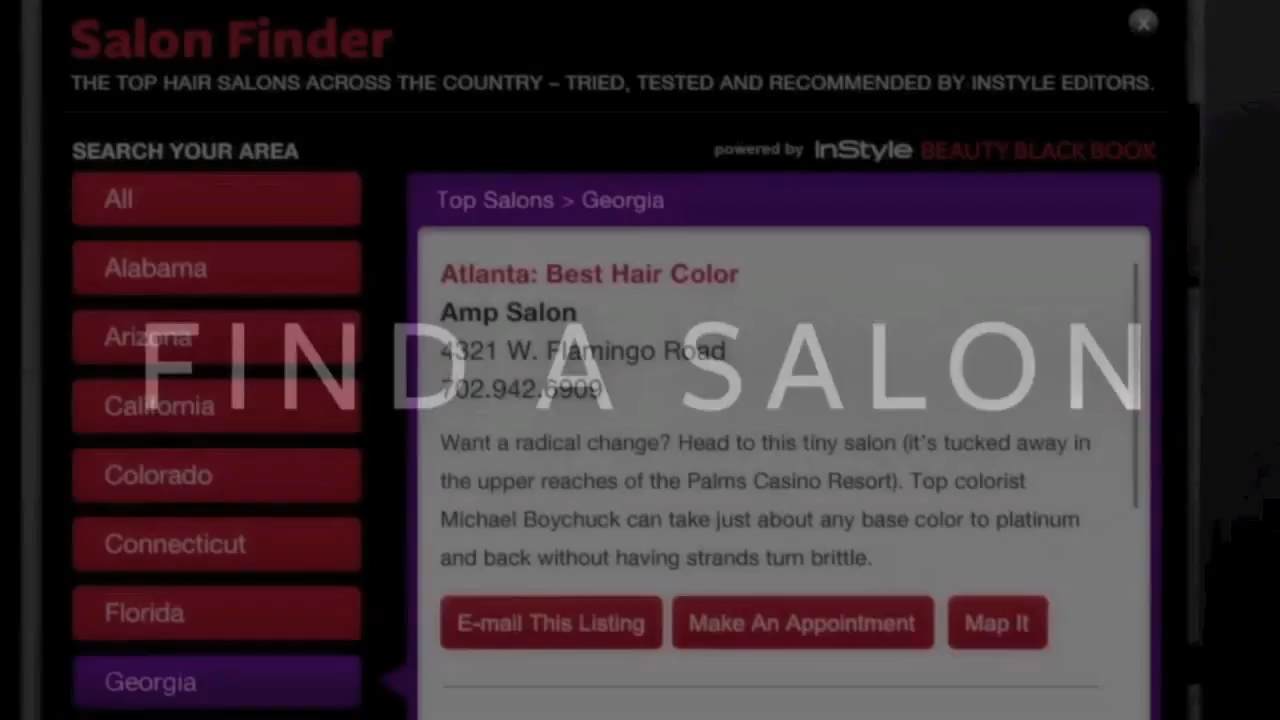 Salon Finder
THE TOP HAIR SALONS ACROSS THE COUNTRY – TRIED, TESTED AND RECOMMENDED BY INSTYLE EDITORS.
SEARCH YOUR AREA
powered by InStyle BEAUTY BLACK BOOK
All
Alabama
Arizona
California
Colorado
Connecticut
Florida
Georgia
Top Salons > Georgia
Atlanta: Best Hair Color
Amp Salon
4321 W. Flamingo Road
702.942.6909
Want a radical change? Head to this tiny salon (it's tucked away in
the upper reaches of the Palms Casino Resort). Top colorist
Michael Boychuck can take just about any base color to platinum
and back without having strands turn brittle.
E-mail This Listing
Make An Appointment
Map It
FIND A SALON